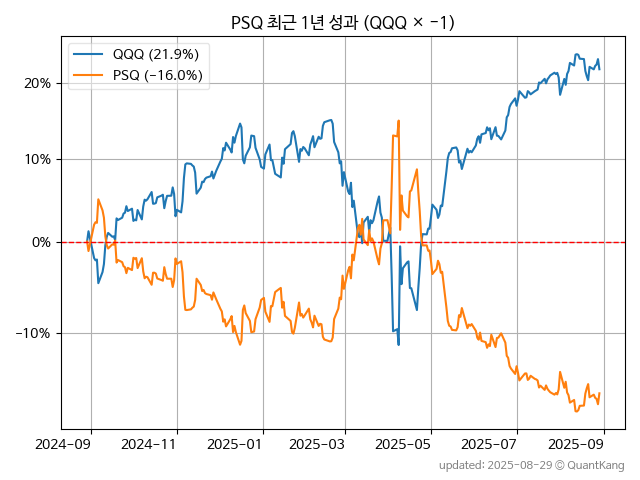 PSQ 최근 1년 성과 (QQQ × −1)
QQQ (21.9%)
PSQ (−16.0%)
20%
10%
0%
−10%
2024-09 2024-11 2025-01 2025-03 2025-05 2025-07 2025-09
updated: 2025-08-29 © QuantKang